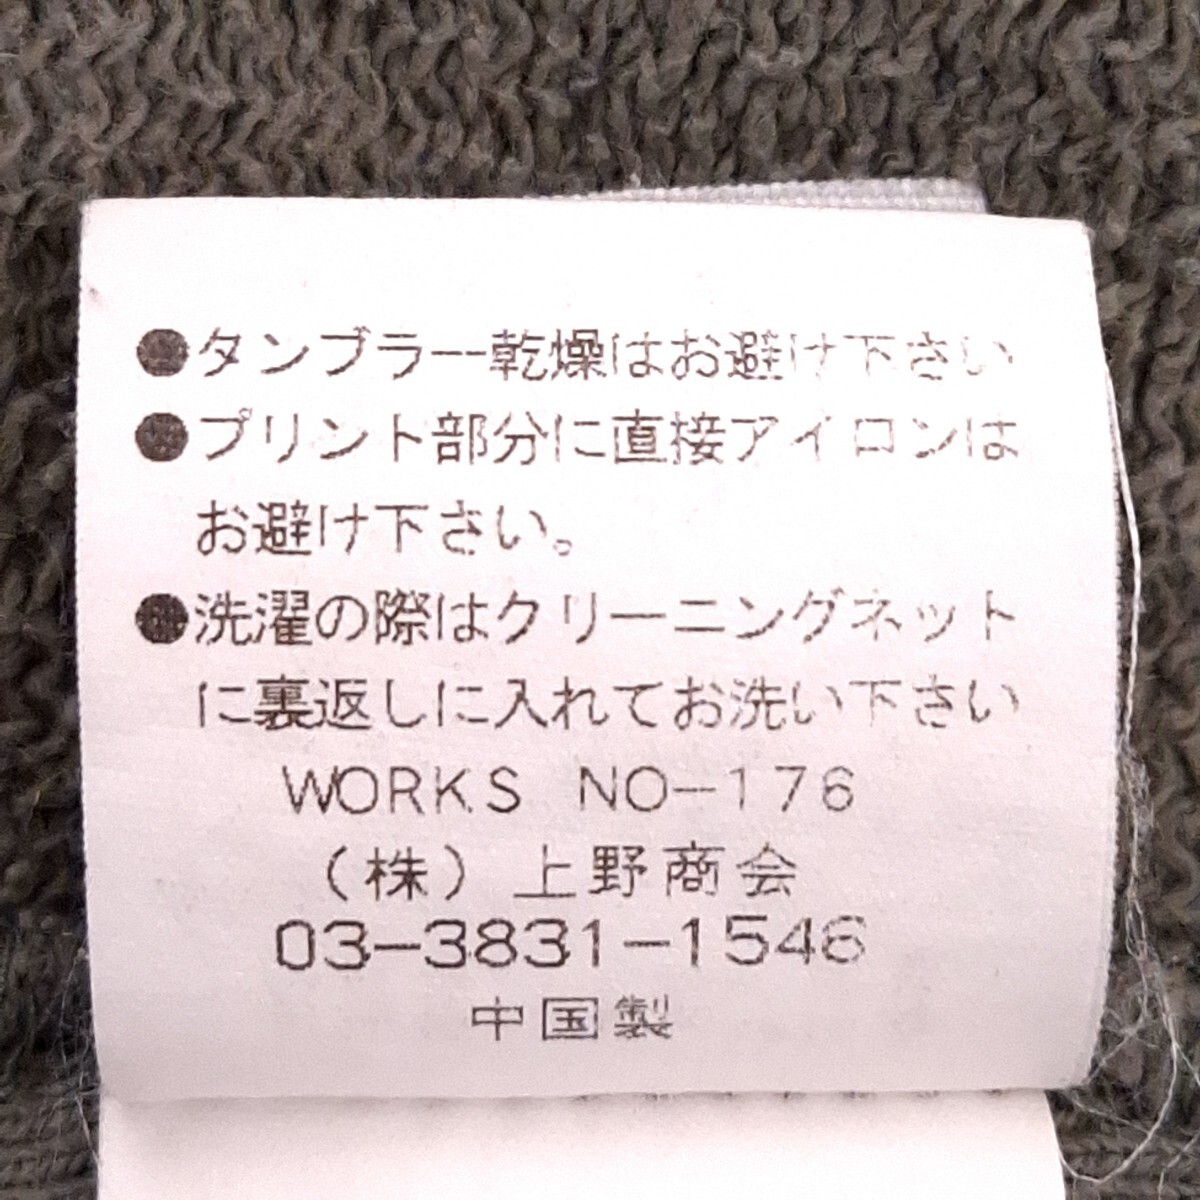 ●タンブラー乾燥はお避け下さい
●プリント部分に直接アイロンは
お避け下さい。
●洗濯の際はクリーニングネット
に裏返しに入れてお洗い下さい
WORKS NO-176
(株)上野商会
03-3831-1546
中国製